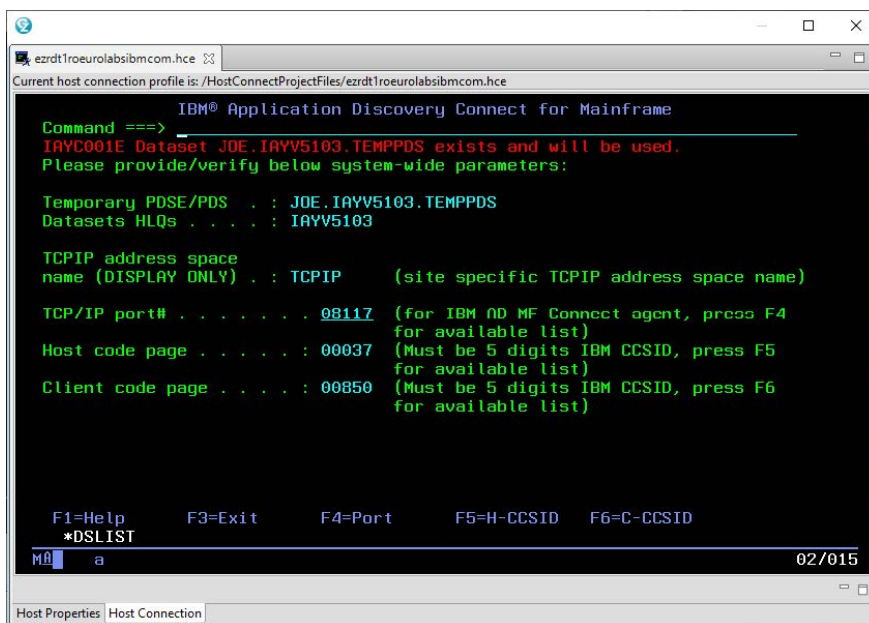 ezrdt1roeurolabsibmcom.hce
Current host connection profile is: /HostConnectProjectFiles/ezrdt1roeurolabsibmcom.hce
IBM® Application Discovery Connect for Mainframe
Command ===>
IAYC001E Dataset JOE.IAYV5103.TEMPPDS exists and will be used.
Please provide/verify below system-wide parameters:
Temporary PDSE/PDS . : JOE.IAYV5103.TEMPPDS
Datasets HLQs . . . . : IAYV5103
TCPIP address space
name (DISPLAY ONLY) . : TCPIP (site specific TCPIP address space name)
TCP/IP port# . . . . . . . 08117 (for IBM AD MF Connect agent, press F4
for available list)
Host code page . . . . . : 00037 (Must be 5 digits IBM CCSID, press F5
for available list)
Client code page . . . . : 00850 (Must be 5 digits IBM CCSID, press F6
for available list)
F1=Help F3=Exit F4=Port F5=H-CCSID F6=C-CCSID
*DSLIST
MA a 02/015
Host Properties Host Connection